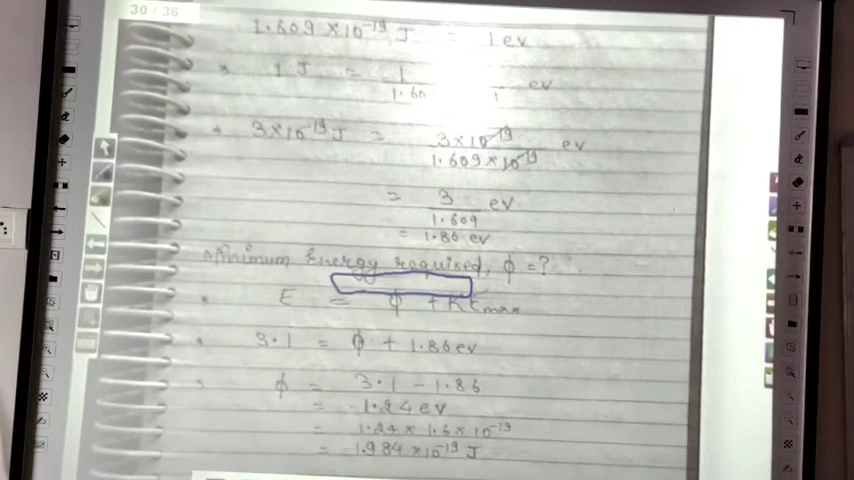 30 / 36
1.609 × 10⁻¹⁹ J = 1 ev
1 J = 1 / 1.60 ev
3×10⁻¹⁹ J = 3×10⁻¹⁹ / 1.609×10⁻¹⁹ ev
= 3 / 1.609 ev
= 1.86 ev
Minimum Energy required, ϕ = ?
E = ϕ + KEmax
3.1 = ϕ + 1.86 ev
ϕ = 3.1 - 1.86
= 1.24 ev
= 1.24 × 1.6 × 10⁻¹⁹
= 1.984 × 10⁻¹⁹ J